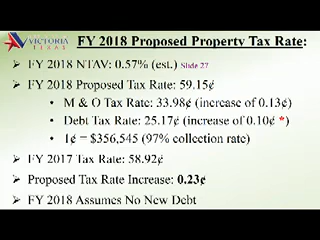 VICTORIA
TEXAS
FY 2018 Proposed Property Tax Rate:
➢ FY 2018 NTAV: 0.57% (est.) Slide 27
➢ FY 2018 Proposed Tax Rate: 59.15¢
• M & O Tax Rate: 33.98¢ (increase of 0.13¢)
• Debt Tax Rate: 25.17¢ (increase of 0.10¢ *)
• 1¢ = $356,545 (97% collection rate)
➢ FY 2017 Tax Rate: 58.92¢
➢ Proposed Tax Rate Increase: 0.23¢
➢ FY 2018 Assumes No New Debt